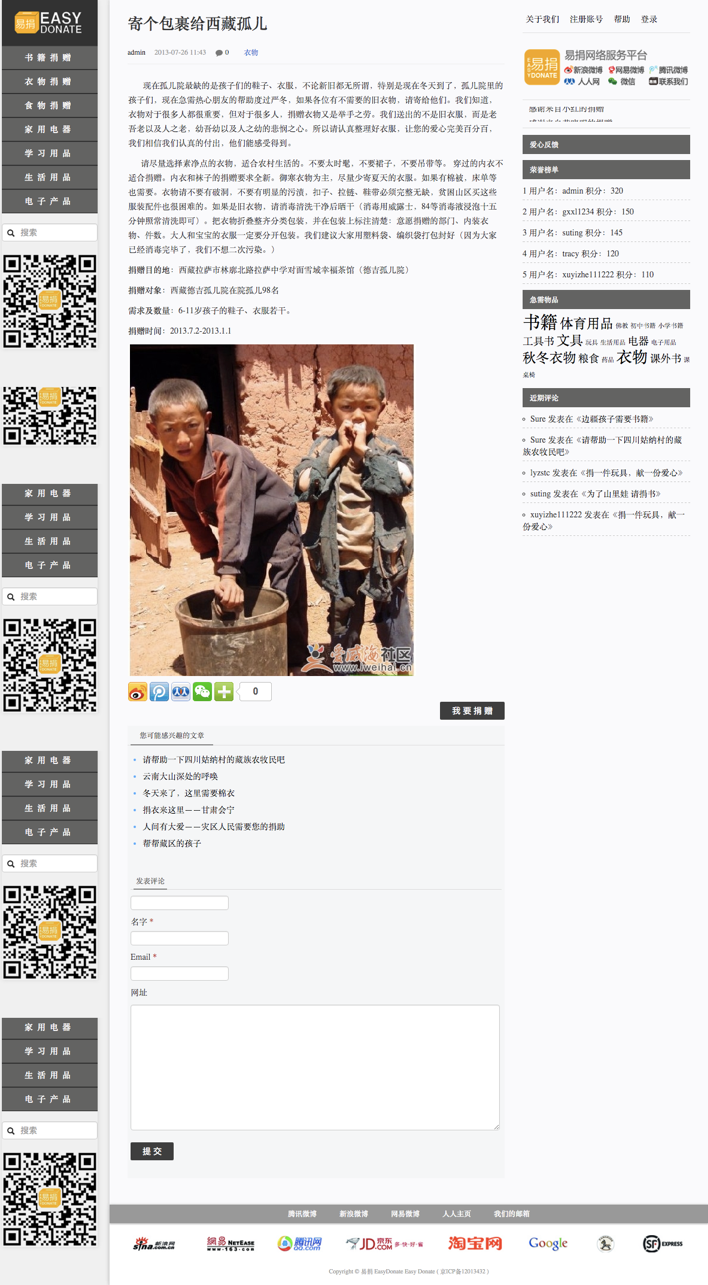 易捐 EASY DONATE
书籍捐赠
衣物捐赠
食物捐赠
家用电器
学习用品
生活用品
电子产品
搜索
易捐
家用电器
学习用品
生活用品
电子产品
搜索
易捐
家用电器
学习用品
生活用品
电子产品
搜索
易捐
家用电器
学习用品
生活用品
电子产品
搜索
易捐
寄个包裹给西藏孤儿
admin 2013-07-26 11:43 0 衣物
现在孤儿院最缺的是孩子们的鞋子、衣服，不论新旧都无所谓，特别是现在冬天到了，孤儿院里的
孩子们，现在急需热心朋友的帮助度过严冬，如果各位有不需要的旧衣物，请寄给他们。我们知道，
衣物对于很多人都很重要，但对于很多人，捐赠衣物又是举手之劳。我们送出的不是旧衣服，而是老
吾老以及人之老，幼吾幼以及人之幼的悲悯之心。所以请认真整理好衣服，让您的爱心完美百分百，
我们相信我们认真的付出，他们能感受得到。
请尽量选择素净点的衣物，适合农村生活的。不要太时髦，不要裙子，不要吊带等。 穿过的内衣不
适合捐赠。内衣和袜子的捐赠要求全新。御寒衣物为主，尽量少寄夏天的衣服。如果有棉被，床单等
也需要。衣物请不要有破洞，不要有明显的污渍，扣子、拉链、鞋带必须完整无缺，贫困山区买这些
服装配件也很困难的。如果是旧衣物，请消毒清洗干净后晒干（消毒用威露士，84等消毒液浸泡十五
分钟照常清洗即可）。把衣物折叠整齐分类包装，并在包装上标注清楚：意愿捐赠的部门、内装衣
物、件数。大人和宝宝的衣服一定要分开包装。我们建议大家用塑料袋、编织袋打包封好（因为大家
已经消毒完毕了，我们不想二次污染。）
捐赠目的地：西藏拉萨市林廓北路拉萨中学对面雪域幸福茶馆（德吉孤儿院）
捐赠对象：西藏德吉孤儿院在院孤儿98名
需求及数量：6-11岁孩子的鞋子、衣服若干。
捐赠时间：2013.7.2-2013.1.1
爱威海社区
www.iweihai.cn
0
我要捐赠
您可能感兴趣的文章
请帮助一下四川姑纳村的藏族农牧民吧
云南大山深处的呼唤
冬天来了，这里需要棉衣
捐衣来这里——甘肃会宁
人间有大爱——灾区人民需要您的捐助
帮帮藏区的孩子
发表评论
名字 *
Email *
网址
提交
关于我们 注册账号 帮助 登录
易捐 EASY DONATE
易捐网络服务平台
新浪微博 网易微博 腾讯微博
人人网 微信 联系我们
感谢来自小红的捐赠
爱心反馈
荣誉榜单
1 用户名：admin 积分：320
2 用户名：gxxl1234 积分：150
3 用户名：suting 积分：145
4 用户名：tracy 积分：120
5 用户名：xuyizhe111222 积分：110
急需物品
书籍 体育用品 佛教 初中书籍 小学书籍
工具书 文具 玩具 生活用品 电器 电子用品
秋冬衣物 粮食 药品 衣物 课外书 课
桌椅
近期评论
Sure 发表在《边疆孩子需要书籍》
Sure 发表在《请帮助一下四川姑纳村的藏
族农牧民吧》
lyzstc 发表在《捐一件玩具，献一份爱心》
suting 发表在《为了山里娃 请捐书》
xuyizhe111222 发表在《捐一件玩具，献一
份爱心》
腾讯微博 新浪微博 网易微博 人人主页 我们的邮箱
sina 新浪网 .com.cn 網易 NETEASE www.163.com 腾讯网 QQ.com JD.COM 京东 多·快·好·省 淘宝网 Google SF EXPRESS
Copyright © 易捐 EasyDonate Easy Donate ( 京ICP备12013432 )